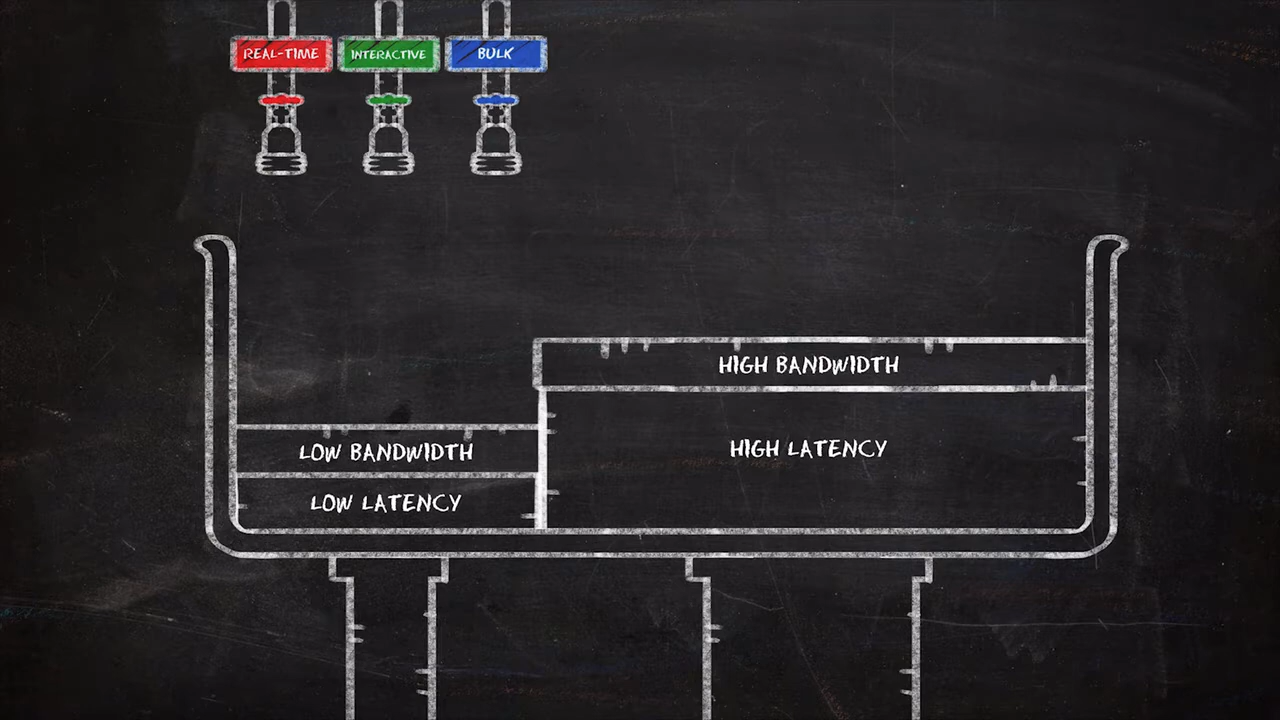 REAL-TIME
INTERACTIVE
BULK
HIGH BANDWIDTH
LOW BANDWIDTH
HIGH LATENCY
LOW LATENCY